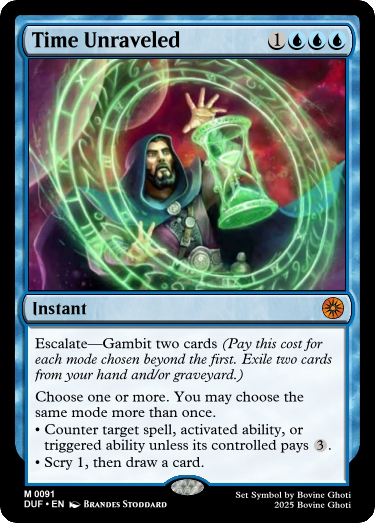 Time Unraveled 1
Instant
Escalate—Gambit two cards (Pay this cost for
each mode chosen beyond the first. Exile two cards
from your hand and/or graveyard.)
Choose one or more. You may choose the
same mode more than once.
• Counter target spell, activated ability, or
triggered ability unless its controlled pays 3.
• Scry 1, then draw a card.
M 0091
DUF • EN Brandes Stoddard
Set Symbol by Bovine Ghoti
2025 Bovine Ghoti